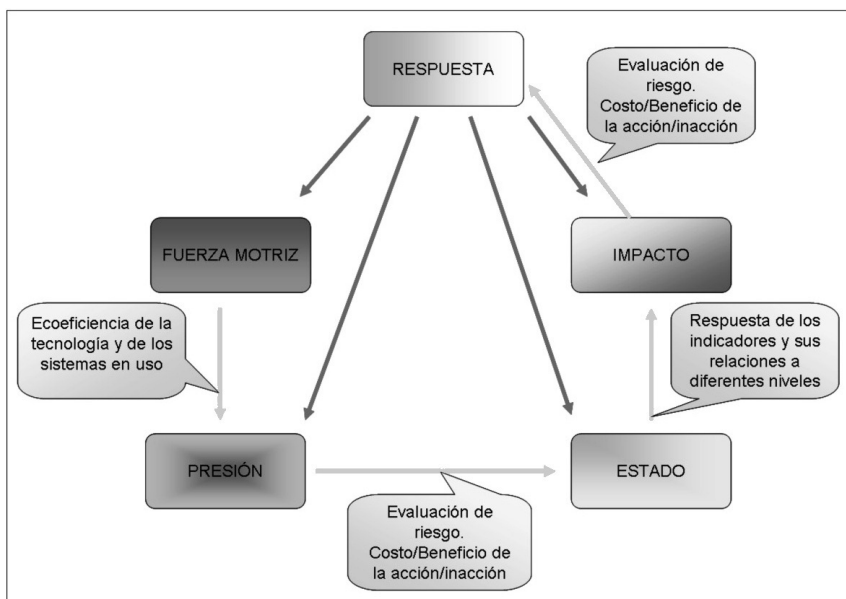 RESPUESTA
Evaluación de
riesgo.
Costo/Beneficio de
la acción/inacción
FUERZA MOTRIZ
IMPACTO
Ecoeficiencia de la
tecnología y de los
sistemas en uso
Respuesta de los
indicadores y sus
relaciones a
diferentes niveles
PRESIÓN
ESTADO
Evaluación de
riesgo.
Costo/Beneficio de
la acción/inacción